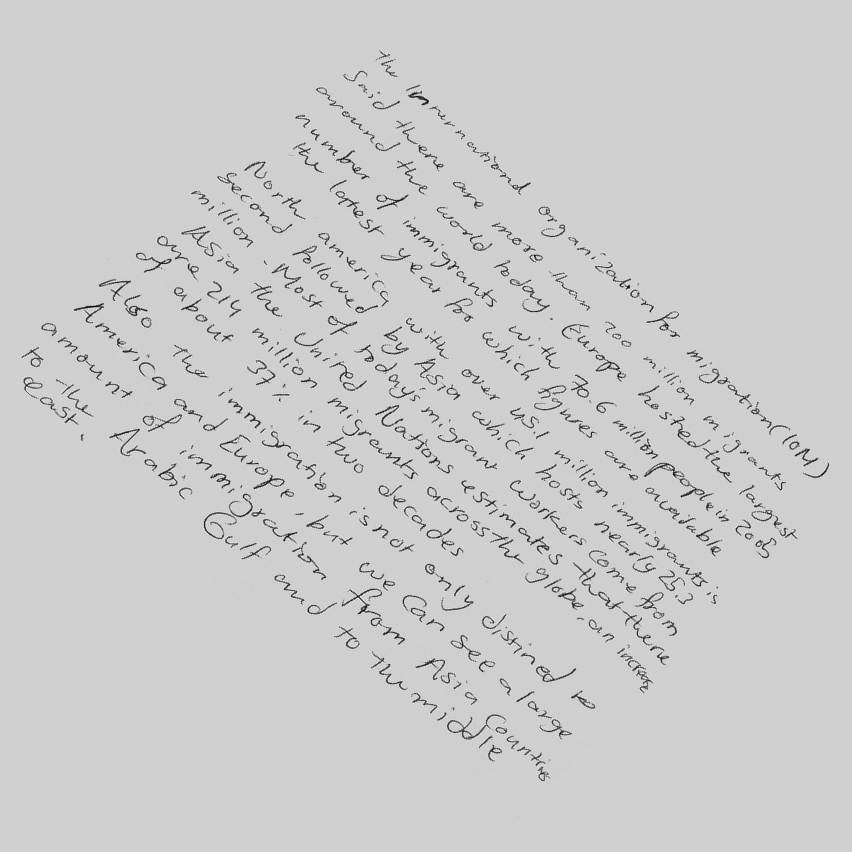 the Imnernationd organization for migration (IOM)
Said there are more than 200 million migrants
around the world today. Europe hosted the largest
number of immigrants with 70.6 million people in 2005
the latest year for which figures are available
North america with over 45.1 million immigrants is
second followed by Asia which hosts nearly 25.3
million. Most of todays migrant workers come from
Asia the United Nations estimates that there
are 214 million migrants across the globe, an increase
of about 37% in two decades
Also the immigration is not only distined to
America and Europe, but we can see a large
amount of immigration from Asia Countries
to the Arabic Gulf and to the middle
east.